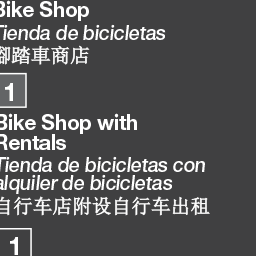 Bike Shop
Tienda de bicicletas
腳踏車商店
1
Bike Shop with
Rentals
Tienda de bicicletas con
alquiler de bicicletas
自行车店附设自行车出租
1